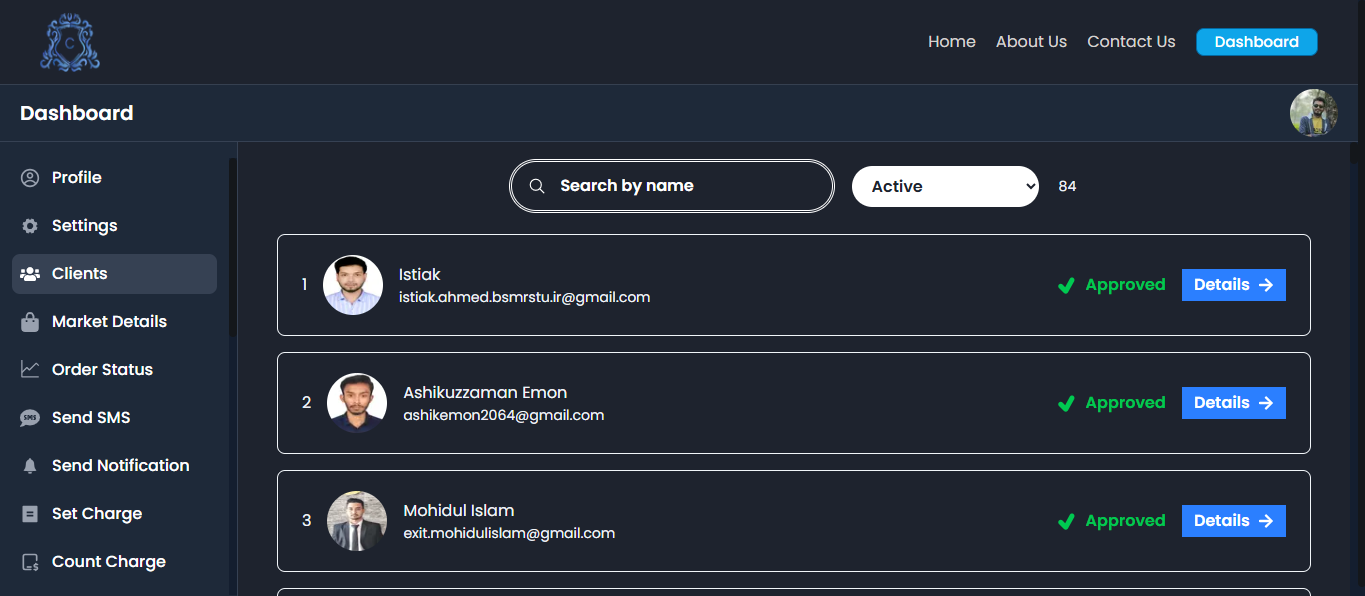 C
Home About Us Contact Us Dashboard
Dashboard
Profile
Settings
Clients
Market Details
Order Status
SMS Send SMS
Send Notification
Set Charge
Count Charge
Search by name Active 84
1 Istiak
istiak.ahmed.bsmrstu.ir@gmail.com
Approved Details
2 Ashikuzzaman Emon
ashikemon2064@gmail.com
Approved Details
3 Mohidul Islam
exit.mohidulislam@gmail.com
Approved Details